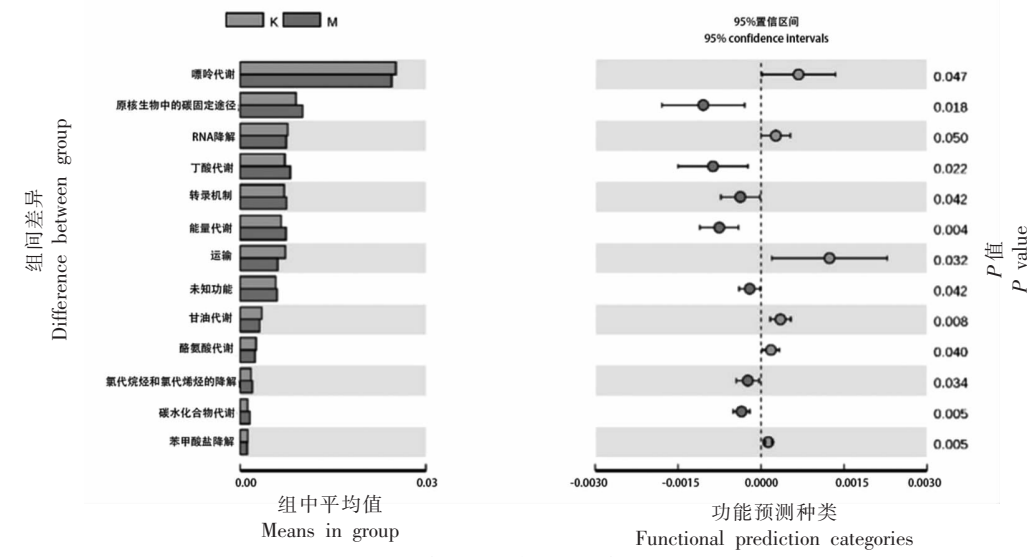 K M
95%置信区间
95% confidence intervals
嘌呤代谢
0.047
原核生物中的碳固定途径
0.018
RNA降解
0.050
丁酸代谢
0.022
转录机制
0.042
能量代谢
0.004
运输
0.032
未知功能
0.042
甘油代谢
0.008
酪氨酸代谢
0.040
氯代烷烃和氯代烯烃的降解
0.034
碳水化合物代谢
0.005
苯甲酸盐降解
0.005
组间差异
Difference between group
P值
P value
0.00 0.03
-0.0030 -0.0015 0.0000 0.0015 0.0030
组中平均值
Means in group
功能预测种类
Functional prediction categories